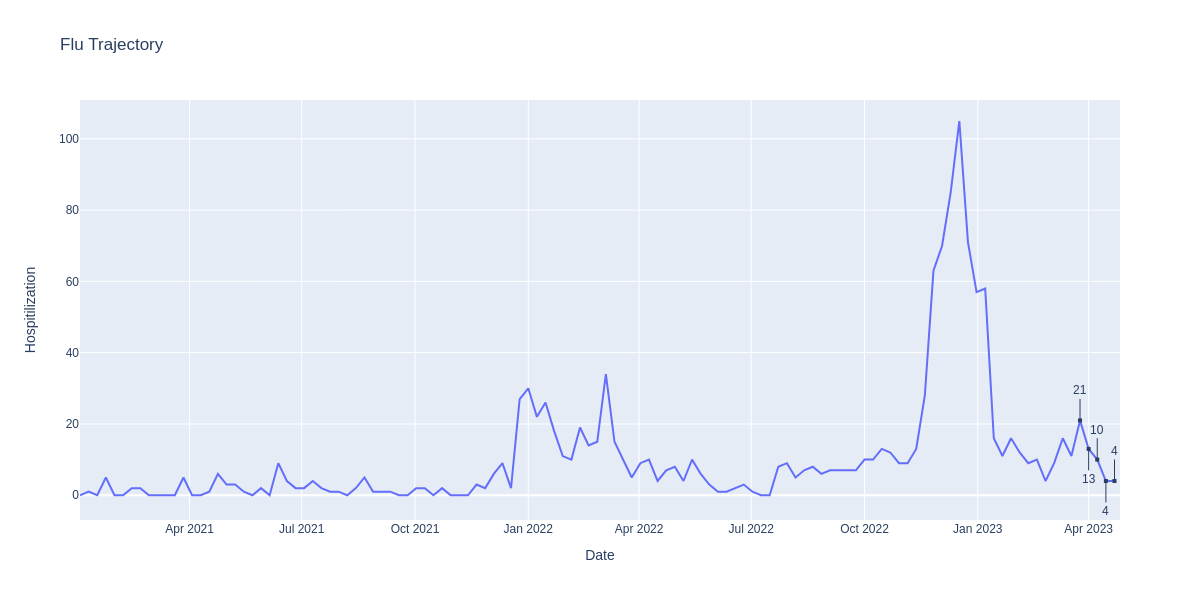 Flu Trajectory
Hospitilization
100
80
60
40
20
0
21
10
4
13
4
Apr 2021
Jul 2021
Oct 2021
Jan 2022
Apr 2022
Jul 2022
Oct 2022
Jan 2023
Apr 2023
Date